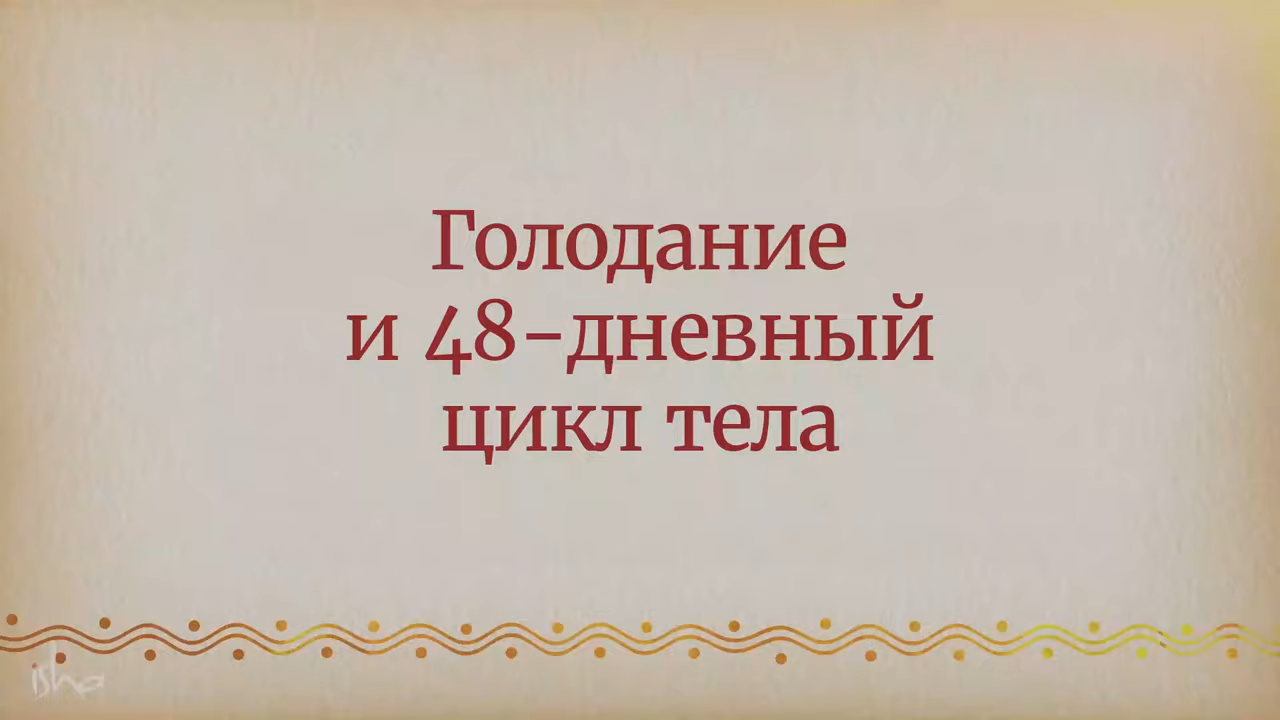 Голодание
и 48-дневный
цикл тела
isha